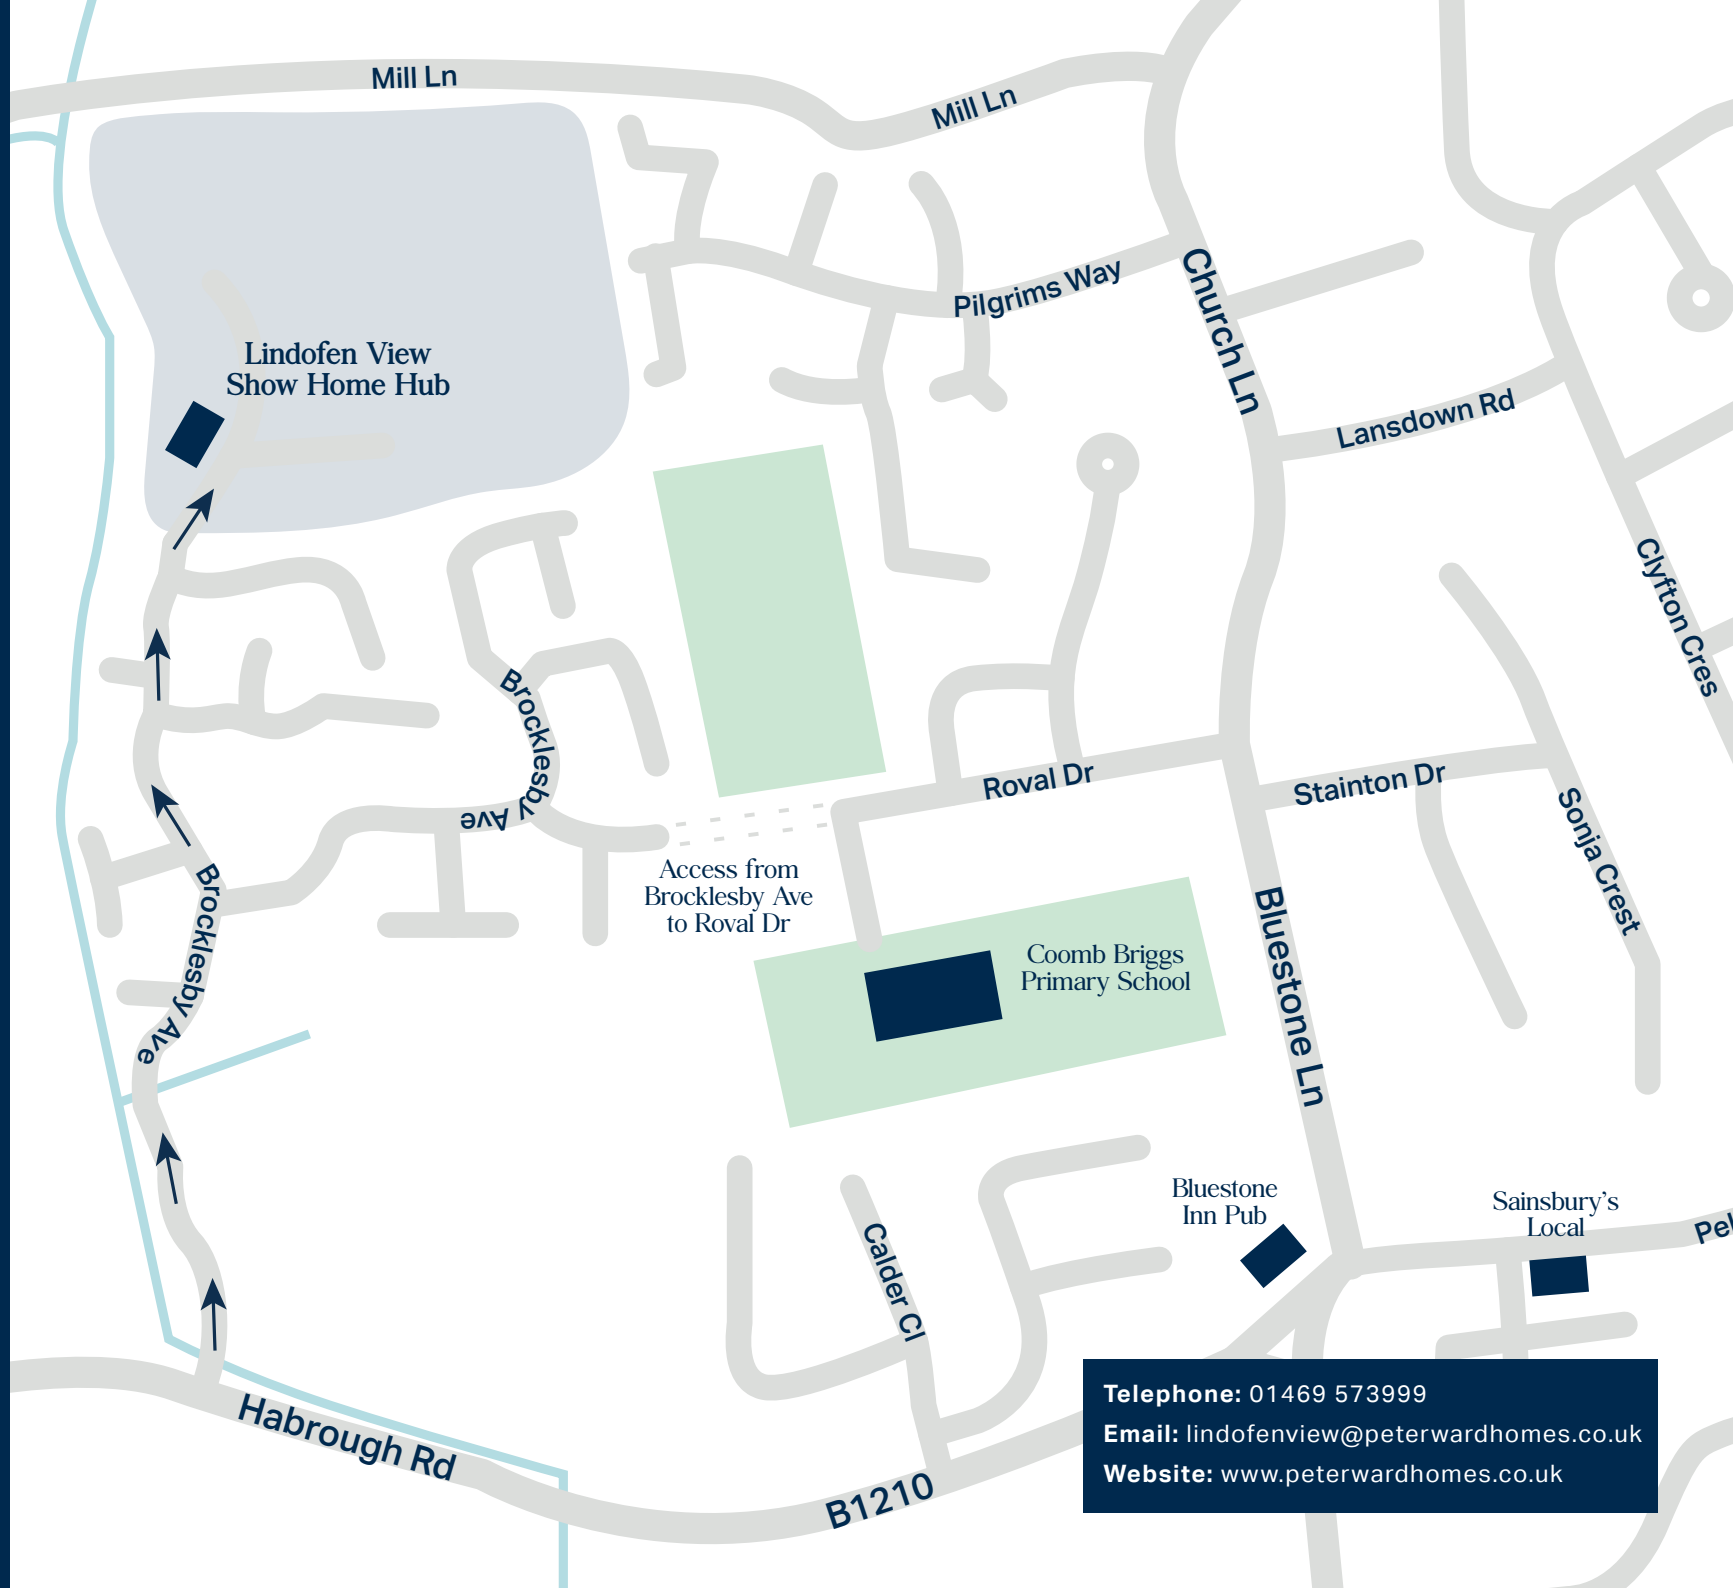 Mill Ln
Mill Ln
Pilgrims Way
Church Ln
Lindofen View
Show Home Hub
Lansdown Rd
Clyfton Cres
Brocklesby Ave
Roval Dr
Stainton Dr
Sonja Crest
Access from
Brocklesby Ave
to Roval Dr
Brocklesby Ave
Bluestone Ln
Coomb Briggs
Primary School
Bluestone
Inn Pub
Sainsbury's
Local
Pel
Calder Cl
Habrough Rd
B1210
Telephone: 01469 573999
Email: lindofenview@peterwardhomes.co.uk
Website: www.peterwardhomes.co.uk